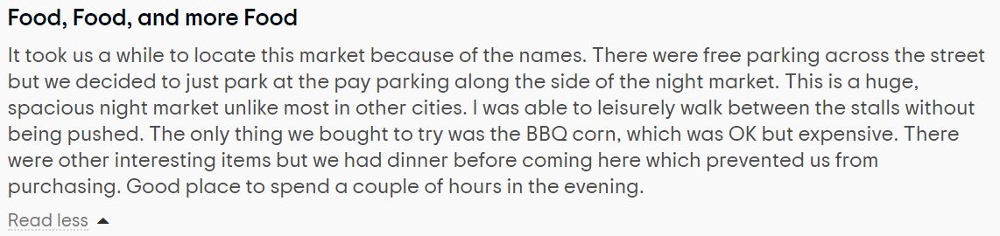 Food, Food, and more Food
It took us a while to locate this market because of the names. There were free parking across the street
but we decided to just park at the pay parking along the side of the night market. This is a huge,
spacious night market unlike most in other cities. I was able to leisurely walk between the stalls without
being pushed. The only thing we bought to try was the BBQ corn, which was OK but expensive. There
were other interesting items but we had dinner before coming here which prevented us from
purchasing. Good place to spend a couple of hours in the evening.
Read less